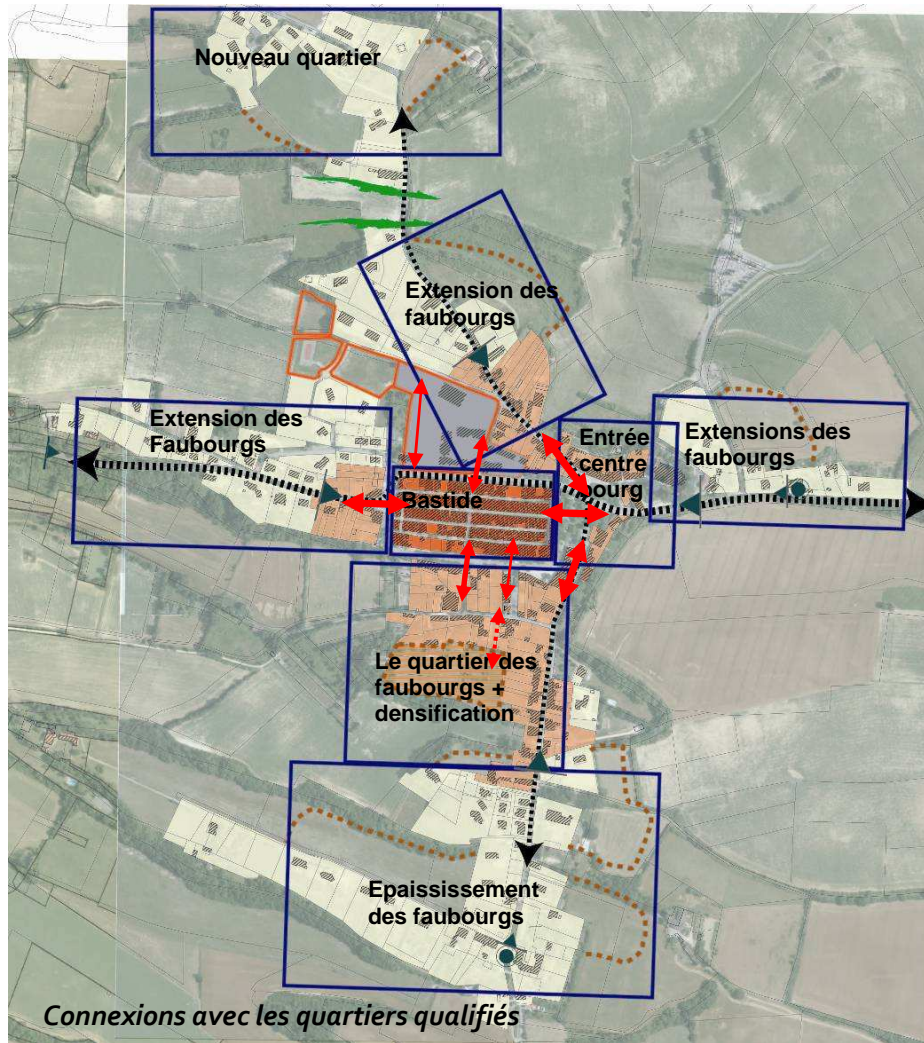 Nouveau quartier
Extension des
faubourgs
Extension des
Faubourgs
Entrée
centre
bourg
Extensions des
faubourgs
Bastide
Le quartier des
faubourgs +
densification
Epaississement
des faubourgs
Connexions avec les quartiers qualifiés